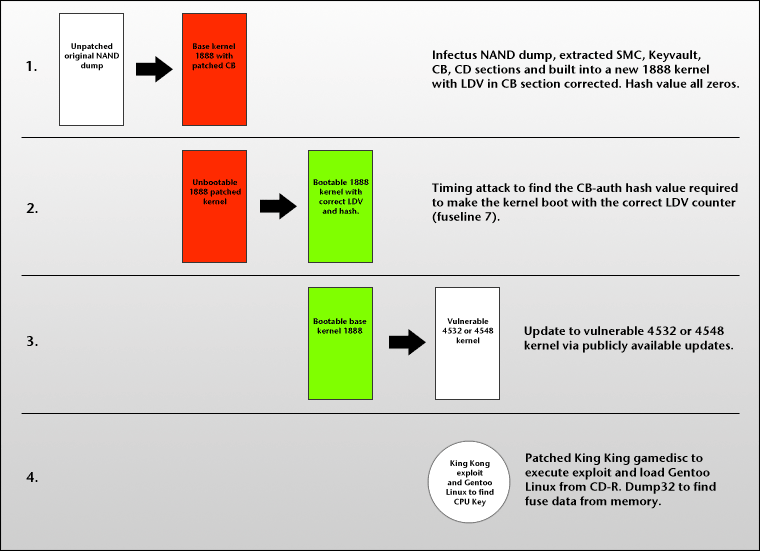 1.
Unpatched
original NAND
dump
Base kernel
1888 with
patched CB
Infectus NAND dump, extracted SMC, Keyvault,
CB, CD sections and built into a new 1888 kernel
with LDV in CB section corrected. Hash value all zeros.
2.
Unbootable
1888 patched
kernel
Bootable 1888
kernel with
correct LDV
and hash.
Timing attack to find the CB-auth hash value required
to make the kernel boot with the correct LDV counter
(fuseline 7).
3.
Bootable base
kernel 1888
Vulnerable
4532 or 4548
kernel
Update to vulnerable 4532 or 4548
kernel via publicly available updates.
4.
King Kong
exploit
and Gentoo
Linux to find
CPU Key
Patched King King gamedisc to
execute exploit and load Gentoo
Linux from CD-R. Dump32 to find
fuse data from memory.